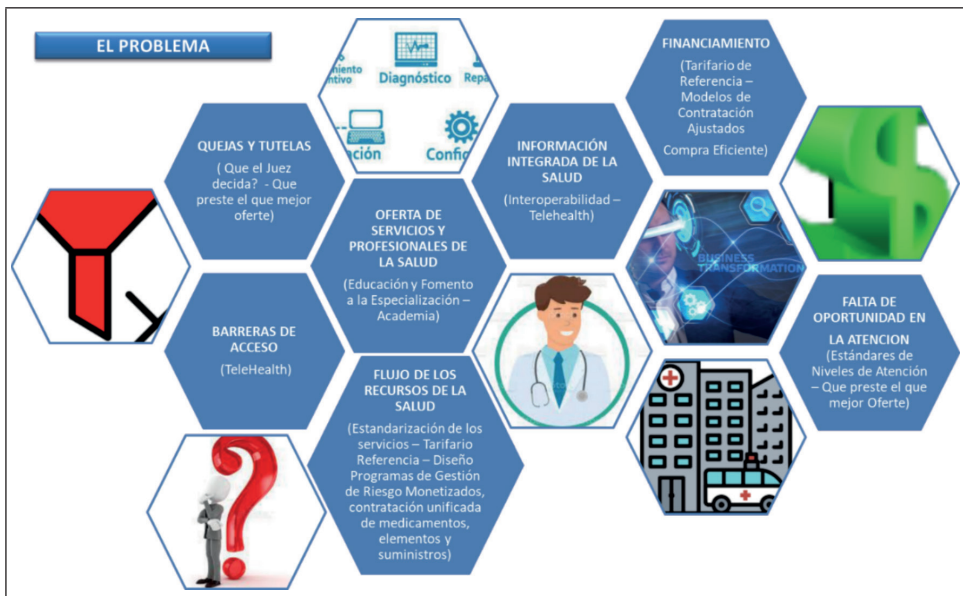 EL PROBLEMA
Diagnóstico
QUEJAS Y TUTELAS
( Que el Juez
decida? - Que
preste el que mejor
oferte)
BARRERAS DE
ACCESO
(TeleHealth)
OFERTA DE
SERVICIOS Y
PROFESIONALES DE
LA SALUD
(Educación y Fomento
a la Especialización –
Academia)
FLUJO DE LOS
RECURSOS DE LA
SALUD
(Estandarización de los
servicios – Tarifario
Referencia – Diseño
Programas de Gestión
de Riesgo Monetizados,
contratación unificada
de medicamentos,
elementos y
suministros)
INFORMACIÓN
INTEGRADA DE LA
SALUD
(Interoperabilidad –
Telehealth)
FINANCIAMIENTO
(Tarifario de
Referencia –
Modelos de
Contratación
Ajustados
Compra Eficiente)
BUSINESS
TRANSFORMATION
FALTA DE
OPORTUNIDAD EN
LA ATENCION
(Estándares de
Niveles de Atención
– Que preste el que
mejor Oferte)